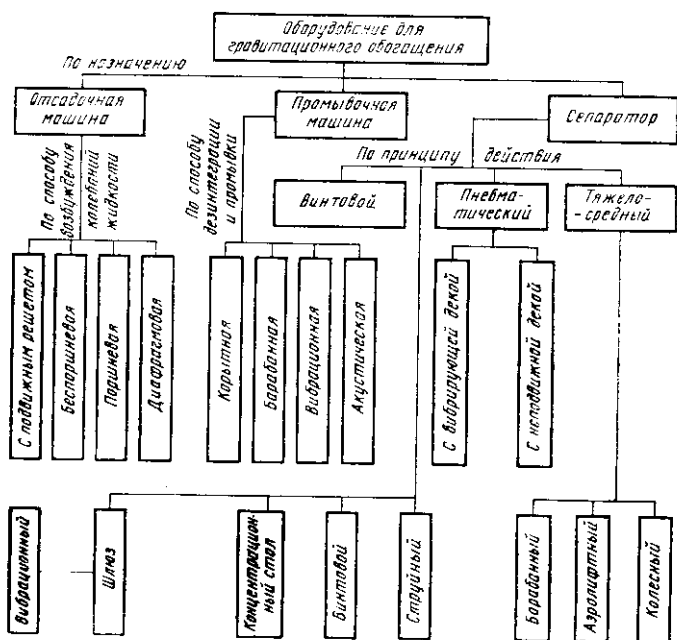 Оборудование для
гравитационного обогащения
По назначению
Отсадочная
машина
Промывочная
машина
Сепаратор
По способу
возбуждения
колебаний
жидкости
По способу
дезинтеграции
и промывки
По принципу действия
Винтовой
Пневма-
тический
Тяжело-
-средный
С подвижным решетом
Беспоршневая
Поршневая
Диафрагмовая
Корытная
Барабанная
Вибрационная
Акустическая
С вибрирующей декой
С неподвижной декой
Вибрационный
Шлюз
Концентрацион-
ный стол
Винтовой
Струйный
Барабанный
Аэролифтный
Колесный